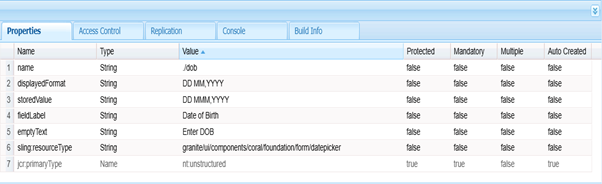 Properties Access Control Replication Console Build Info
Name Type Value Protected Mandatory Multiple Auto Created
1 name String ./dob false false false false
2 displayedFormat String DD MM,YYYY false false false false
3 storedValue String DD MMM,YYYY false false false false
4 fieldLabel String Date of Birth false false false false
5 emptyText String Enter DOB false false false false
6 sling:resourceType String granite/ui/components/coral/foundation/form/datepicker false false false false
7 jcr:primaryType Name nt:unstructured true true false true